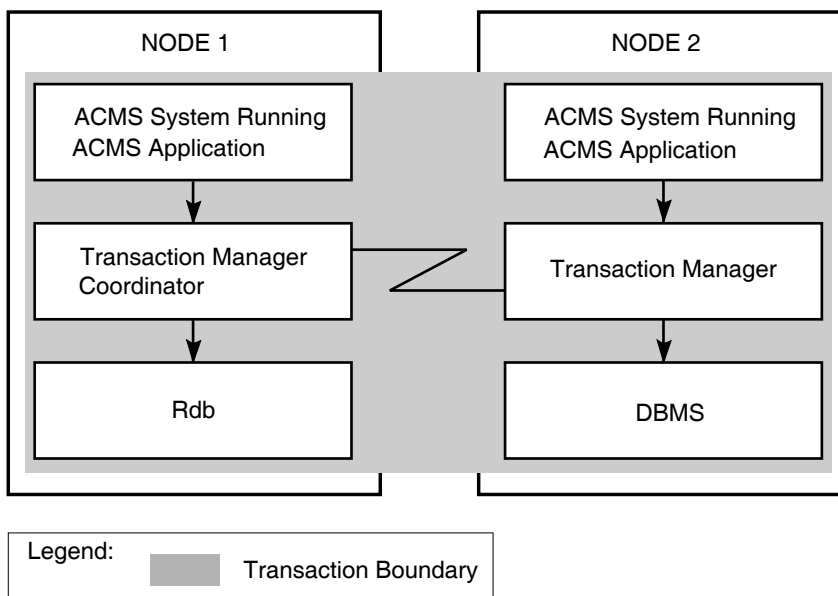 NODE 1
ACMS System Running
ACMS Application
Transaction Manager
Coordinator
Rdb
NODE 2
ACMS System Running
ACMS Application
Transaction Manager
DBMS
Legend:
Transaction Boundary